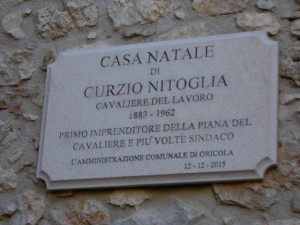 CASA NATALE
DI
CURZIO NITOGLIA
CAVALIERE DEL LAVORO
1883 - 1962
PRIMO IMPRENDITORE DELLA PIANA DEL
CAVALIERE E PIU' VOLTE SINDACO
L'AMMINISTRAZIONE COMUNALE DI ORICOLA
12 - 12 - 2015